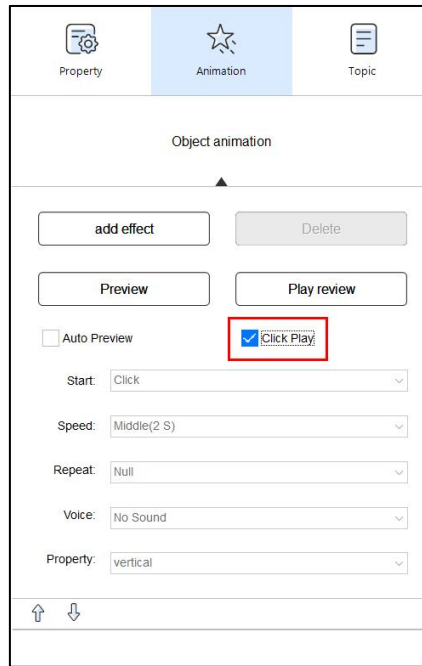 Property Animation Topic
Object animation
add effect Delete
Preview Play review
Auto Preview Click Play
Start: Click
Speed: Middle(2 S)
Repeat: Null
Voice: No Sound
Property: vertical